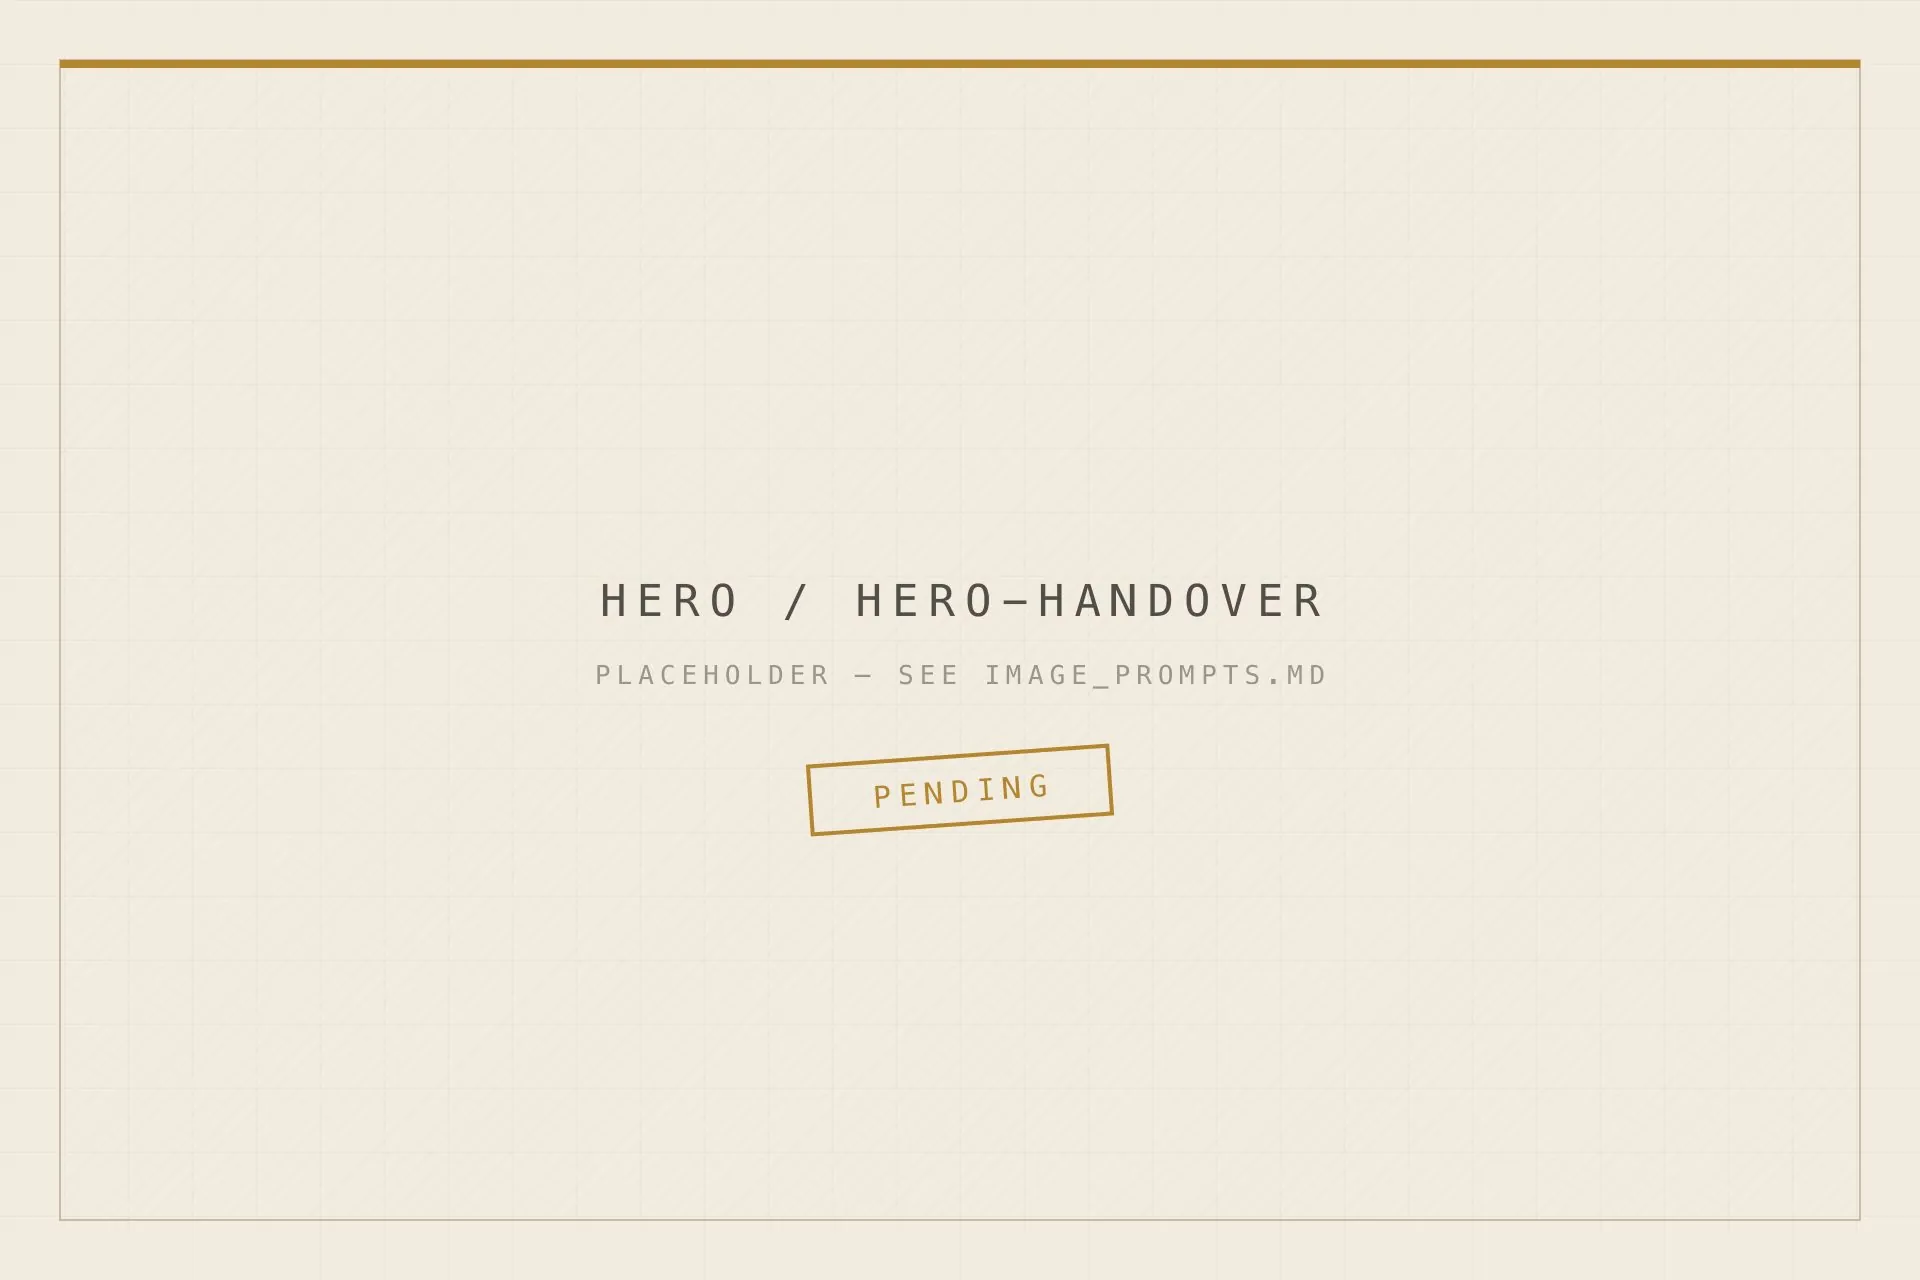 HERO / HERO–HANDOVER
PLACEHOLDER — SEE IMAGE_PROMPTS.MD
PENDING